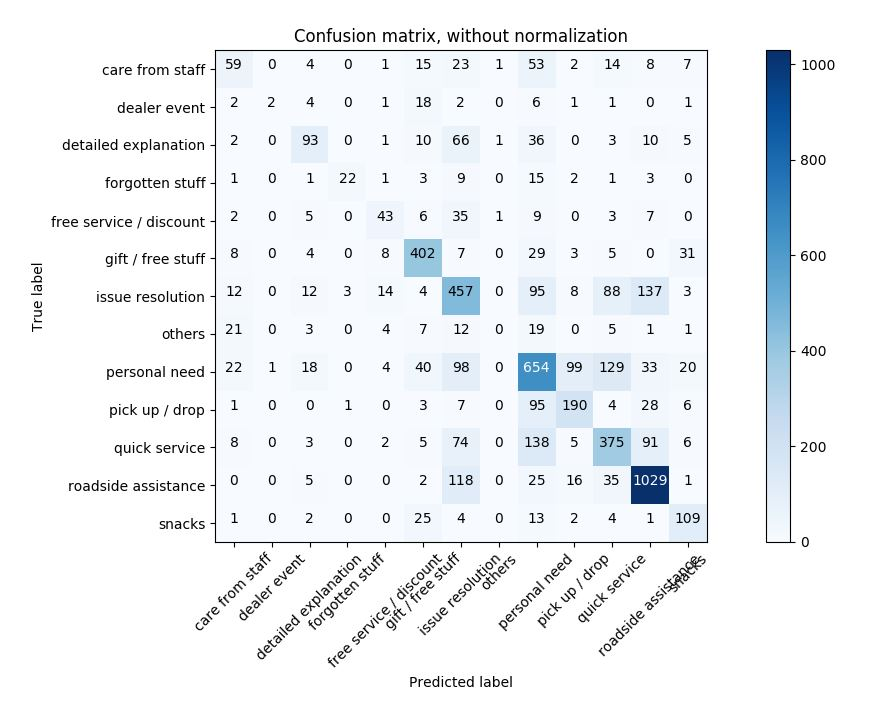 Confusion matrix, without normalization
care from staff 59 0 4 0 1 15 23 1 53 2 14 8 7
dealer event 2 2 4 0 1 18 2 0 6 1 1 0 1
detailed explanation 2 0 93 0 1 10 66 1 36 0 3 10 5
forgotten stuff 1 0 1 22 1 3 9 0 15 2 1 3 0
free service / discount 2 0 5 0 43 6 35 1 9 0 3 7 0
gift / free stuff 8 0 4 0 8 402 7 0 29 3 5 0 31
issue resolution 12 0 12 3 14 4 457 0 95 8 88 137 3
others 21 0 3 0 4 7 12 0 19 0 5 1 1
personal need 22 1 18 0 4 40 98 0 654 99 129 33 20
pick up / drop 1 0 0 1 0 3 7 0 95 190 4 28 6
quick service 8 0 3 0 2 5 74 0 138 5 375 91 6
roadside assistance 0 0 5 0 0 2 118 0 25 16 35 1029 1
snacks 1 0 2 0 0 25 4 0 13 2 4 1 109
True label
care from staff
dealer event
detailed explanation
forgotten stuff
free service / discount
gift / free stuff
issue resolution
others
personal need
pick up / drop
quick service
roadside assistance
snacks
Predicted label
1000
800
600
400
200
0